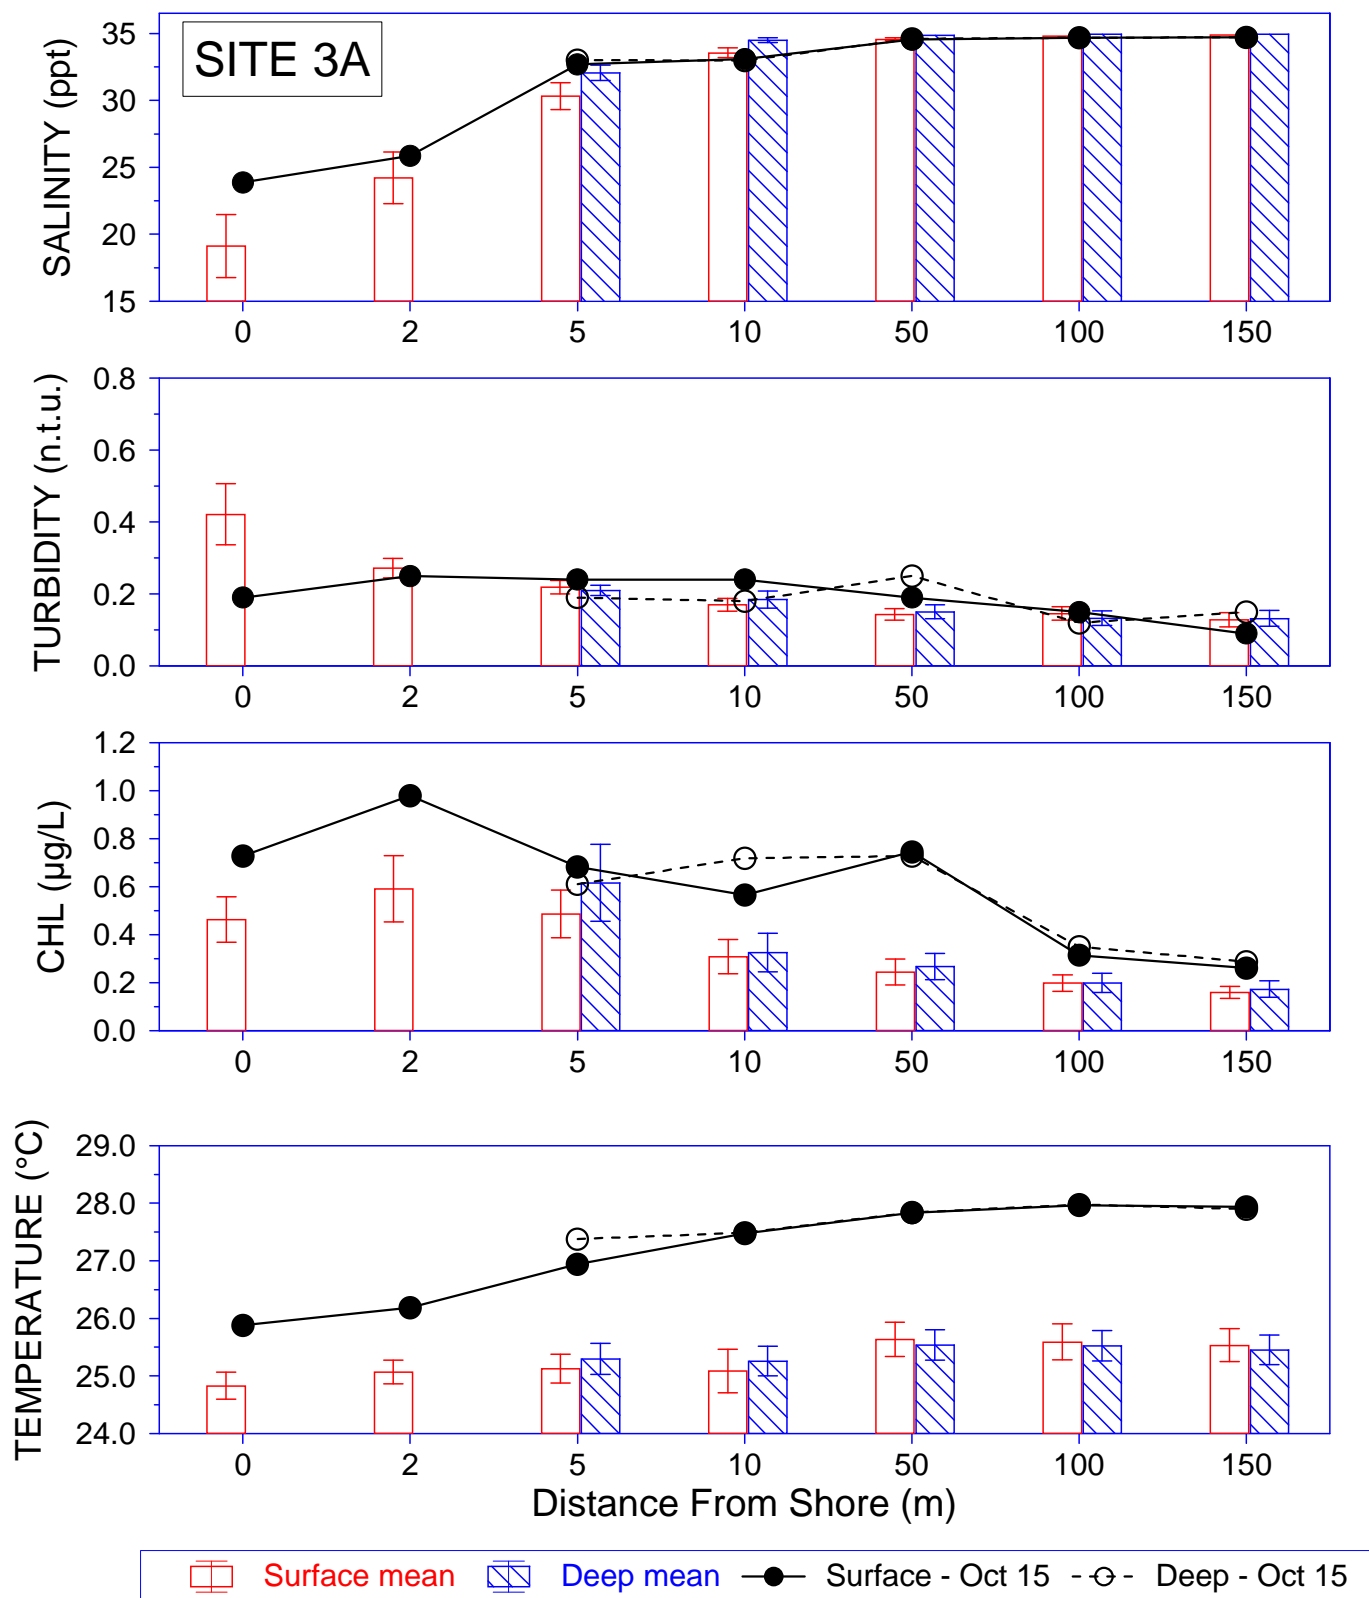 SITE 3A
SALINITY (ppt)
35
30
25
20
15
0 2 5 10 50 100 150
TURBIDITY (n.t.u.)
0.8
0.6
0.4
0.2
0.0
0 2 5 10 50 100 150
CHL (µg/L)
1.2
1.0
0.8
0.6
0.4
0.2
0.0
0 2 5 10 50 100 150
TEMPERATURE (°C)
29.0
28.0
27.0
26.0
25.0
24.0
0 2 5 10 50 100 150
Distance From Shore (m)
Surface mean Deep mean Surface - Oct 15 Deep - Oct 15